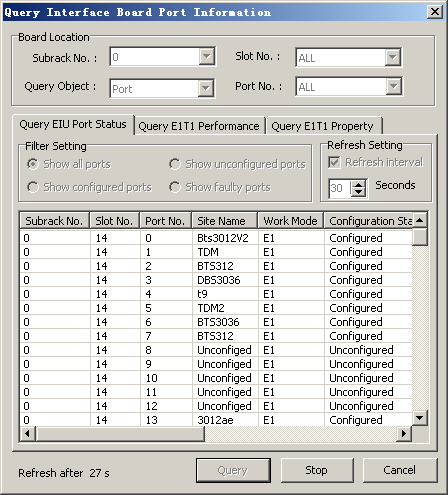 Query Interface Board Port Information
Board Location
Subrack No. : 0 Slot No. : ALL
Query Object : Port Port No. : ALL
Query EIU Port Status Query E1T1 Performance Query E1T1 Property
Filter Setting Refresh Setting
Show all ports Show unconfigured ports Refresh interval
Show configured ports Show faulty ports 30 Seconds
Subrack No. Slot No. Port No. Site Name Work Mode Configuration Sta
0 14 0 Bts3012V2 E1 Configured
0 14 1 TDM E1 Configured
0 14 2 BTS312 E1 Configured
0 14 3 DBS3036 E1 Configured
0 14 4 t9 E1 Configured
0 14 5 TDM2 E1 Configured
0 14 6 BTS3036 E1 Configured
0 14 7 BTS312 E1 Configured
0 14 8 Unconfiged E1 Unconfigured
0 14 9 Unconfiged E1 Unconfigured
0 14 10 Unconfiged E1 Unconfigured
0 14 11 Unconfiged E1 Unconfigured
0 14 12 Unconfiged E1 Unconfigured
0 14 13 3012ae E1 Configured
Refresh after 27 s Query Stop Cancel